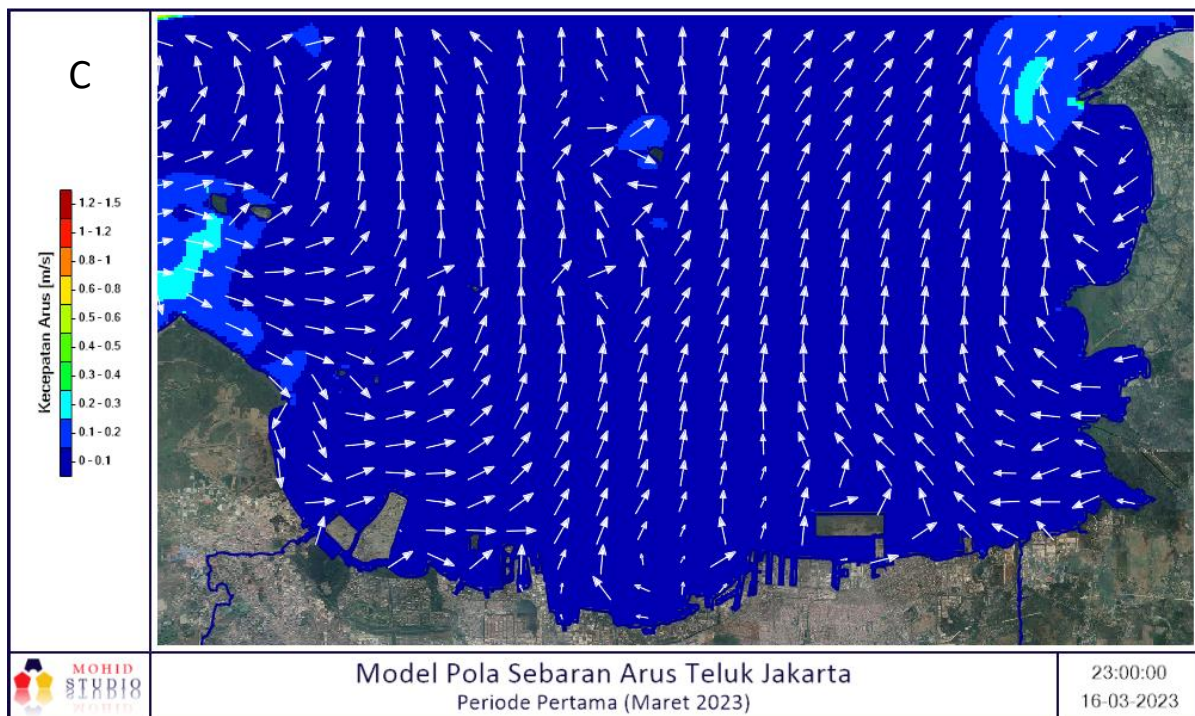 C
Kecepatan Arus [m/s]
1.2 - 1.5
1 - 1.2
0.8 - 1
0.6 - 0.8
0.5 - 0.6
0.4 - 0.5
0.3 - 0.4
0.2 - 0.3
0.1 - 0.2
0 - 0.1
MOHID
STUDIO
Model Pola Sebaran Arus Teluk Jakarta
Periode Pertama (Maret 2023)
23:00:00
16-03-2023